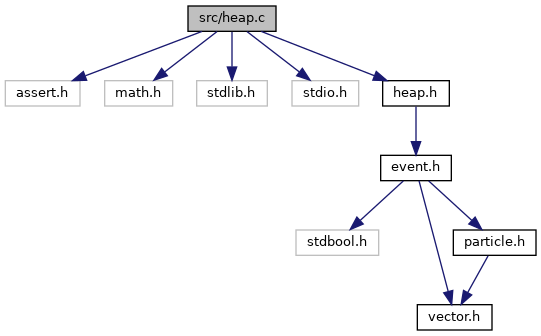 src/heap.c
assert.h
math.h
stdlib.h
stdio.h
heap.h
event.h
stdbool.h
particle.h
vector.h